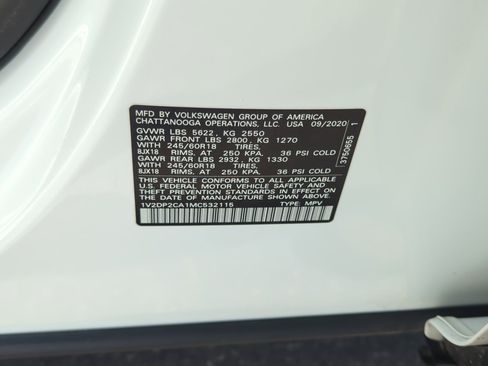 MFD BY VOLKSWAGEN GROUP OF AMERICA
CHATTANOOGA OPERATIONS, LLC. USA 09/2020
GVWR LBS 5622 , KG 2550
GAWR FRONT LBS 2800 , KG 1270
WITH 245/60R18 TIRES,
8JX18 RIMS, AT 250 KPA, 36 PSI COLD
GAWR REAR LBS 2932, KG 1330
WITH 245/60R18 TIRES,
8JX18 RIMS, AT 250 KPA, 36 PSI COLD
THIS VEHICLE CONFORMS TO ALL APPLICABLE
U.S. FEDERAL MOTOR VEHICLE SAFETY AND
THEFT PREVENTION STANDARDS IN EFFECT ON
THE DATE OF MANUFACTURE SHOWN ABOVE.
1V2DP2CA1MC532115 TYPE: MPV
3750655 1